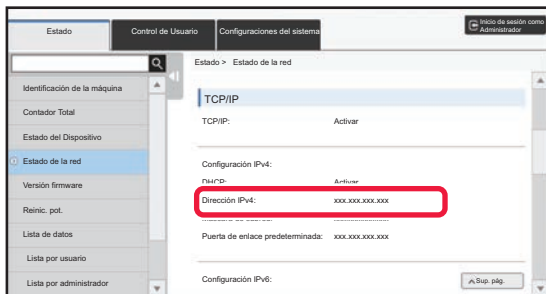 Estado
Control de Usuario
Configuraciones del sistema
Inicio de sesión como
Administrador
Estado > Estado de la red
Identificación de la máquina
Contador Total
Estado del Dispositivo
Estado de la red
Versión firmware
Reinic. pot.
Lista de datos
Lista por usuario
Lista por administrador
TCP/IP
TCP/IP: Activar
Configuración IPv4:
DHCP: Activar
Dirección IPv4: xxx.xxx.xxx.xxx
Puerta de enlace predeterminada: xxx.xxx.xxx.xxx
Configuración IPv6:
Sup. pág.